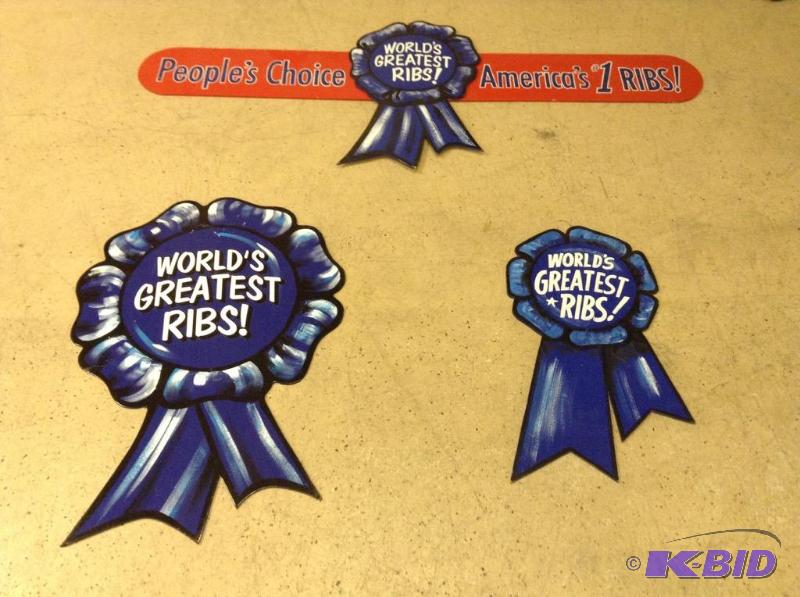 People's Choice
WORLD'S
GREATEST
RIBS!
America's #1 RIBS!
WORLD'S
GREATEST
RIBS!
WORLD'S
GREATEST
RIBS!
© K-BID